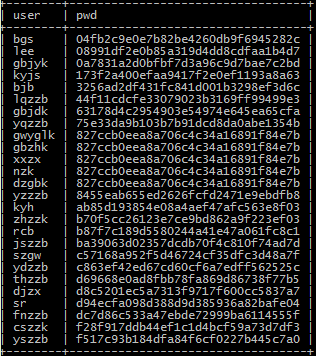 user | pwd
bgs | 04fb2c9e0e7b82be4260db9f6945282c
lee | 08991df2e0b85a319d4dd8cdfaa1b4d7
gbjyk | 0a7831a2d0bfbf7d3a96c9d7bae7c2bd
kyjs | 173f2a400efaa9417f2e0ef1193a8a63
bjb | 3256ad2df431fc841d001b3298ef3d6c
lqzzb | 44f11cdcfe33079023b3169ff99499e3
gbjdk | 63178d4c2954903e54974e645ea65cfa
yqzzb | 75e33da9b103b7b91dcd8da0abe1354b
gwyglk | 827ccb0eea8a706c4c34a16891f84e7b
gbzhk | 827ccb0eea8a706c4c34a16891f84e7b
xxzx | 827ccb0eea8a706c4c34a16891f84e7b
nzk | 827ccb0eea8a706c4c34a16891f84e7b
dzgbk | 827ccb0eea8a706c4c34a16891f84e7b
yzzzb | 8455eab655ed2626fcfd2471e9ebdfb8
kyh | ab85d193854e08a4aef47afc563e8f03
zhzzk | b70f5cc26123e7ce9bd862a9f223ef03
rcb | b87f7c189d5580244a41e47a061fc8c1
jszzb | ba39063d02357dcdb70f4c810f74ad7d
szgw | c57168a952f5d46724cf35dfc3d48a7f
ydzzb | c863ef42ed67cd60cf6a7edff562525c
thzzb | d69668e0ad8fbb78fa869d86738f77b5
djzx | d8c5201ec5a7313f9717f600cc5837a7
sr | d94ecfa098d388d9d385936a82bafe04
fnzzb | dc7d86c533a47ebde72999ba6114555f
cszzk | f28f917ddb44ef1c1d4bcf59a73d7df3
yszzb | f517c93b184dfa84f6cf0227b445c7a0